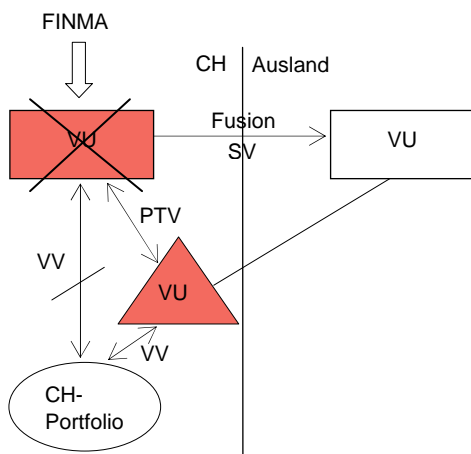 FINMA
CH
Ausland
VU
Fusion
SV
VU
PTV
VV
VU
VV
CH-
Portfolio